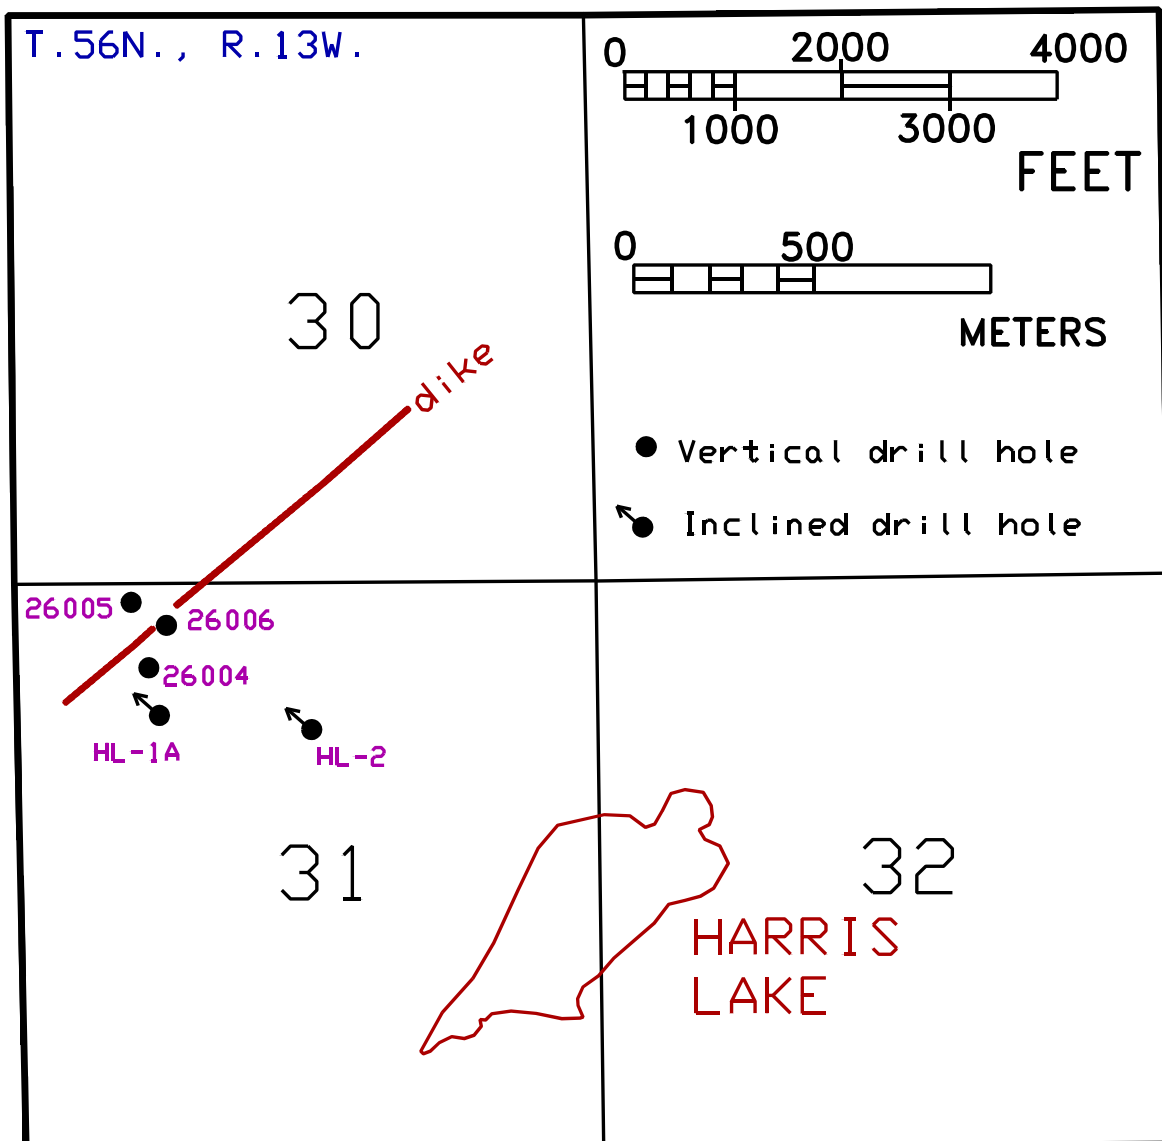 T.56N., R.13W.
0 2000 4000
1000 3000
FEET
0 500
METERS
30
dike
Vertical drill hole
Inclined drill hole
26005
26006
26004
HL-1A
HL-2
31
32
HARRIS
LAKE